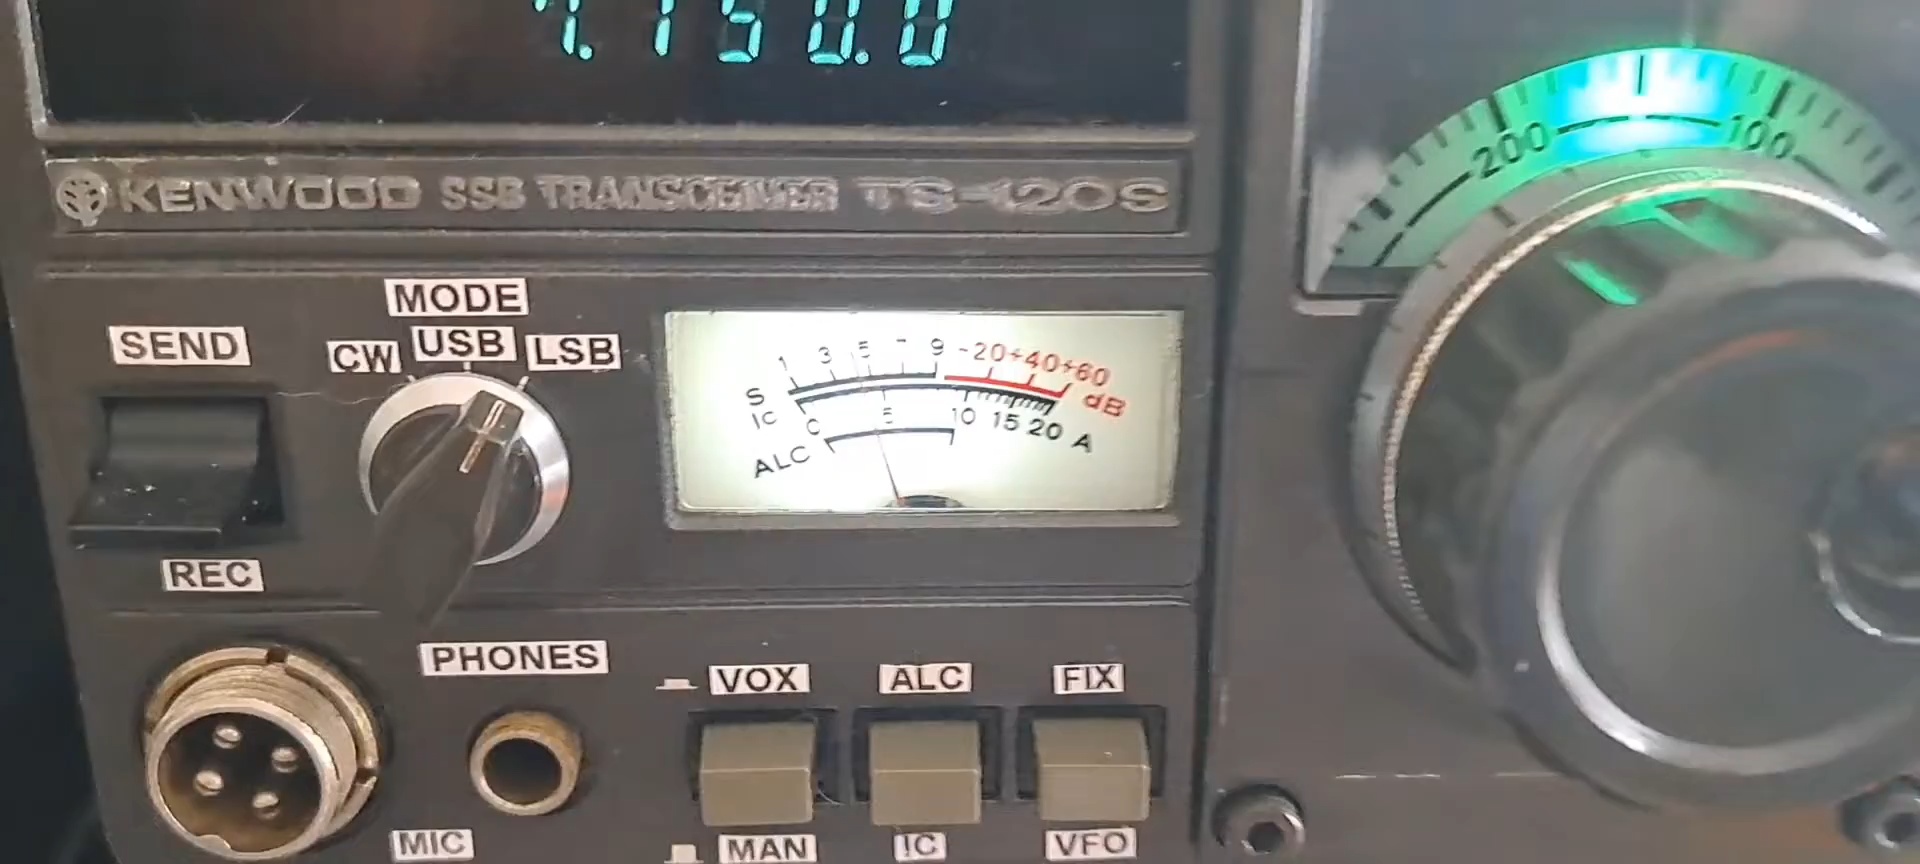 7.150.0
KENWOOD SSB TRANSCEIVER TS-120S
200 100
MODE
SEND
CW USB LSB
REC
1 3 5 7 9 -20+40+60
S dB
IC 0 5 10 15 20 A
ALC
PHONES
MIC
VOX ALC FIX
MAN IC VFO